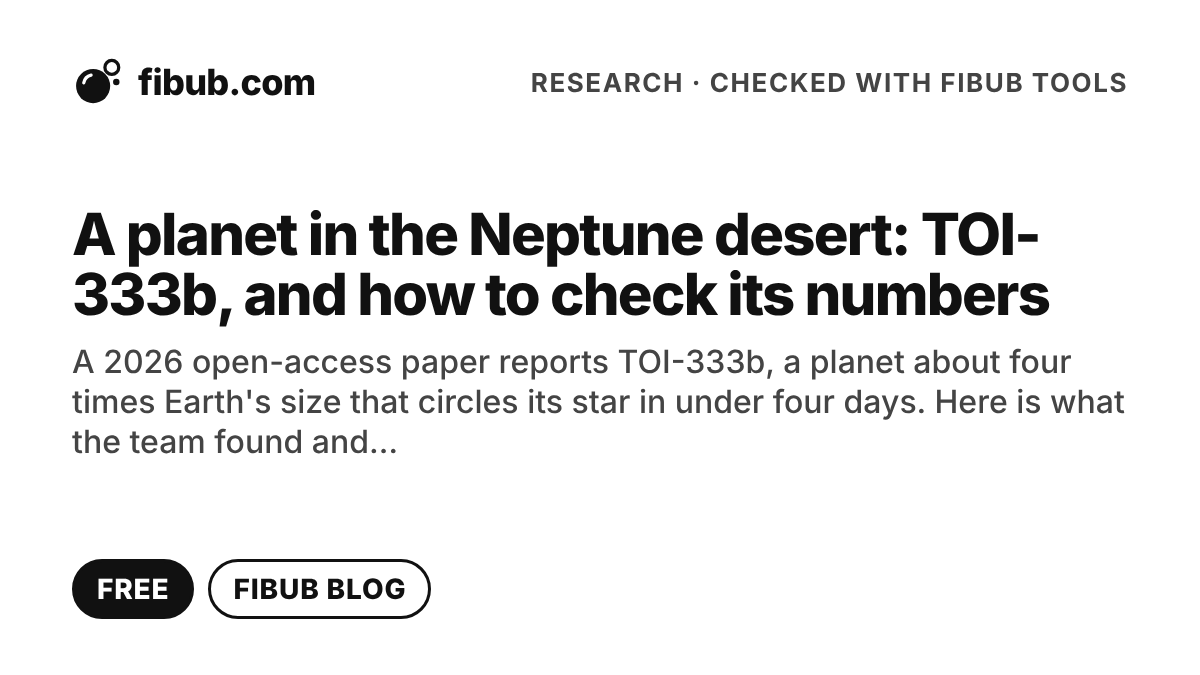 fibub.com
RESEARCH · CHECKED WITH FIBUB TOOLS
A planet in the Neptune desert: TOI-
333b, and how to check its numbers
A 2026 open-access paper reports TOI-333b, a planet about four
times Earth's size that circles its star in under four days. Here is what
the team found and...
FREE
FIBUB BLOG